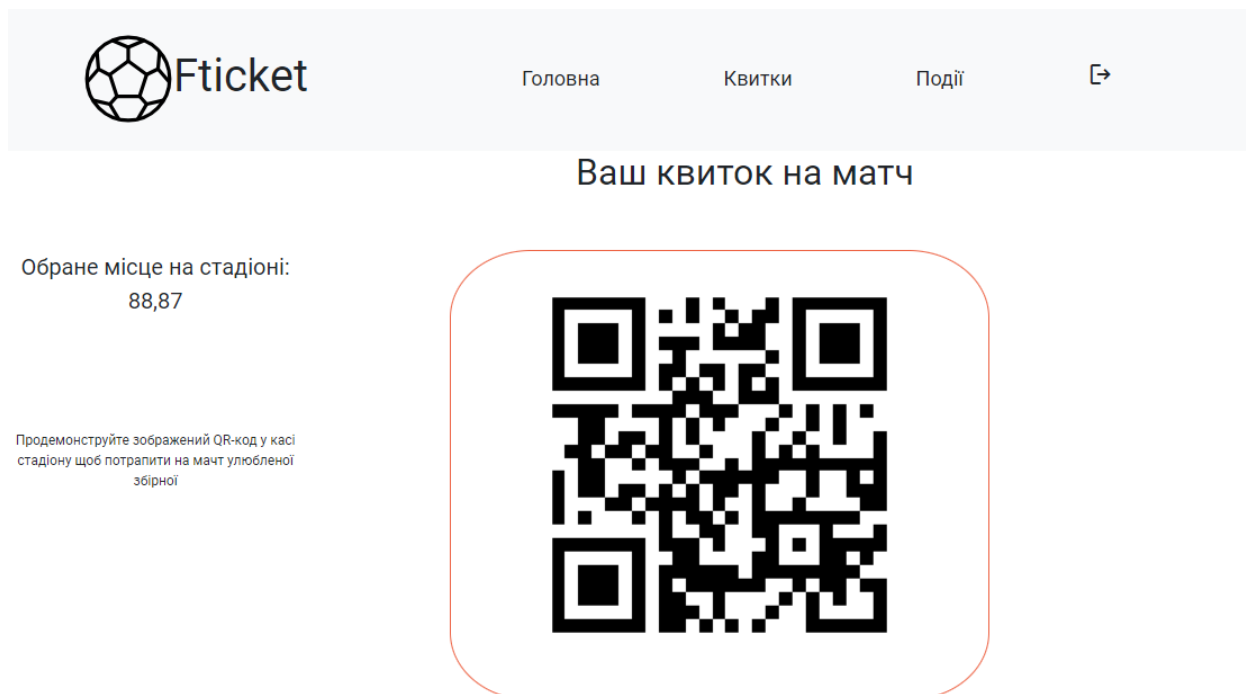 Fticket
Головна
Квитки
Події
Ваш квиток на матч
Обране місце на стадіоні:
88,87
Продемонструйте зображений QR-код у касі
стадіону щоб потрапити на мачт улюбленої
збірної